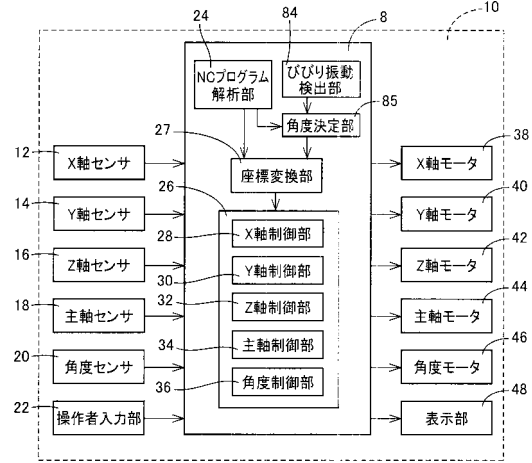 10
24
84
8
NCプログラム
解析部
びびり振動
検出部
85
角度決定部
27
座標変換部
12
X軸センサ
14
Y軸センサ
16
Z軸センサ
18
主軸センサ
20
角度センサ
22
操作者入力部
26
28
X軸制御部
30
Y軸制御部
32
Z軸制御部
34
主軸制御部
36
角度制御部
38
X軸モータ
40
Y軸モータ
42
Z軸モータ
44
主軸モータ
46
角度モータ
48
表示部